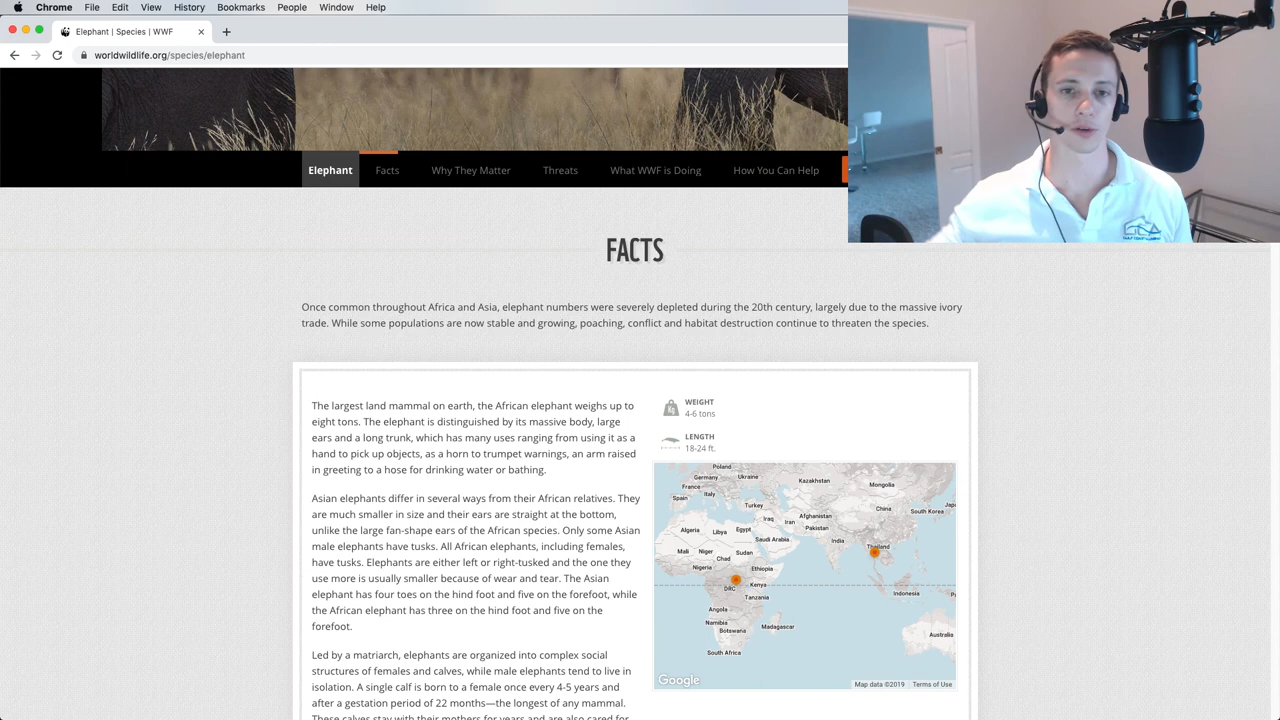 Chrome File Edit View History Bookmarks People Window Help
Elephant | Species | WWF
worldwildlife.org/species/elephant
Elephant Facts Why They Matter Threats What WWF is Doing How You Can Help
FACTS
Once common throughout Africa and Asia, elephant numbers were severely depleted during the 20th century, largely due to the massive ivory
trade. While some populations are now stable and growing, poaching, conflict and habitat destruction continue to threaten the species.
The largest land mammal on earth, the African elephant weighs up to
eight tons. The elephant is distinguished by its massive body, large
ears and a long trunk, which has many uses ranging from using it as a
hand to pick up objects, as a horn to trumpet warnings, an arm raised
in greeting to a hose for drinking water or bathing.
Asian elephants differ in several ways from their African relatives. They
are much smaller in size and their ears are straight at the bottom,
unlike the large fan-shape ears of the African species. Only some Asian
male elephants have tusks. All African elephants, including females,
have tusks. Elephants are either left or right-tusked and the one they
use more is usually smaller because of wear and tear. The Asian
elephant has four toes on the hind foot and five on the forefoot, while
the African elephant has three on the hind foot and five on the
forefoot.
Led by a matriarch, elephants are organized into complex social
structures of females and calves, while male elephants tend to live in
isolation. A single calf is born to a female once every 4-5 years and
after a gestation period of 22 months—the longest of any mammal.
These calves stay with their mothers for years and are also cared for
Kg
WEIGHT
4-6 tons
LENGTH
18-24 ft.
Poland
Germany Ukraine
France
Kazakhstan
Mongolia
Spain Italy
Turkey
China
South Korea
Afghanistan
Iraq Iran
Pakistan
Algeria Libya Egypt
Saudi Arabia
India
Mali Niger Sudan
Chad
Thailand
Nigeria Ethiopia
DRC Kenya
Tanzania
Indonesia
Angola
Namibia
Botswana
Madagascar
Australia
South Africa
Google
Map data ©2019 Terms of Use